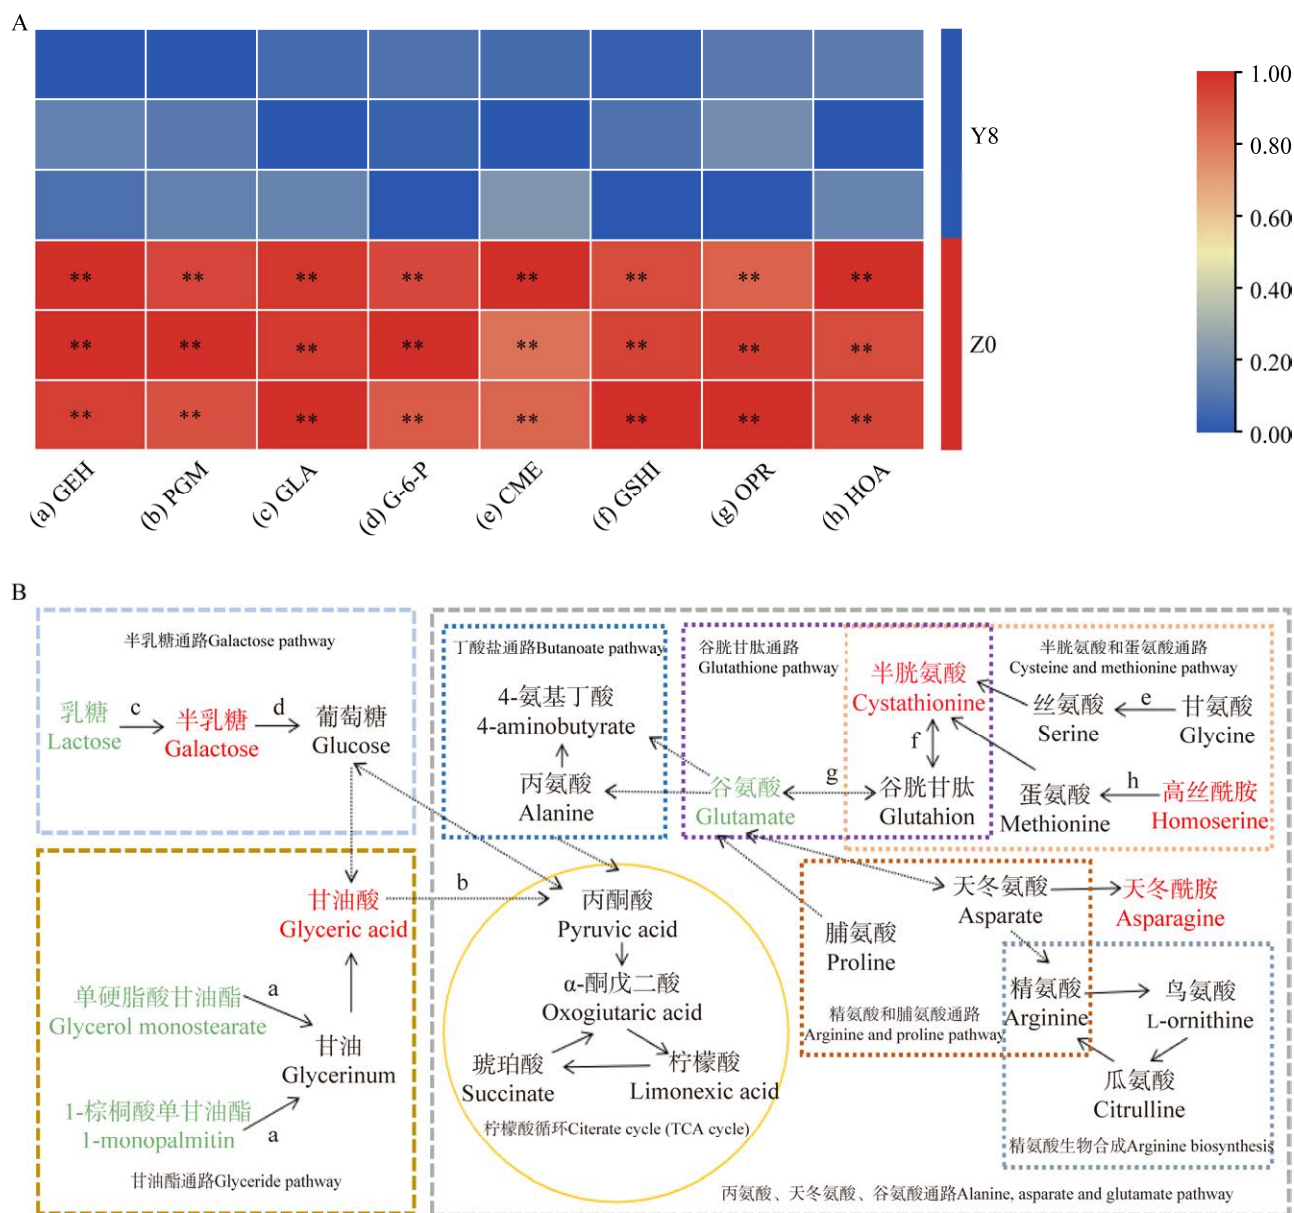 A
1.00
0.80
0.60
0.40
0.20
0.00
Y8
Z0
** ** ** ** ** ** ** **
** ** ** ** ** ** ** **
** ** ** ** ** ** ** **
(a) GEH
(b) PGM
(c) GLA
(d) G-6-P
(e) CME
(f) GSHI
(g) OPR
(h) HOA
B
半乳糖通路Galactose pathway
乳糖
Lactose
c
半乳糖
Galactose
d
葡萄糖
Glucose
甘油酸
Glyceric acid
b
单硬脂酸甘油酯
Glycerol monostearate
a
甘油
Glycerinum
1-棕桐酸单甘油酯
1-monopalmitin
a
甘油酯通路Glyceride pathway
丁酸盐通路Butanoate pathway
4-氨基丁酸
4-aminobutyrate
丙氨酸
Alanine
谷胱甘肽通路
Glutathione pathway
谷氨酸
Glutamate
g
半胱氨酸
Cystathionine
f
谷胱甘肽
Glutahion
半胱氨酸和蛋氨酸通路
Cysteine and methionine pathway
丝氨酸
Serine
e
甘氨酸
Glycine
蛋氨酸
Methionine
h
高丝酰胺
Homoserine
丙酮酸
Pyruvic acid
α-酮戊二酸
Oxogiutaric acid
琥珀酸
Succinate
柠檬酸
Limonexic acid
柠檬酸循环Citerate cycle (TCA cycle)
脯氨酸
Proline
天冬氨酸
Asparate
天冬酰胺
Asparagine
精氨酸和脯氨酸通路
Arginine and proline pathway
精氨酸
Arginine
鸟氨酸
L-ornithine
瓜氨酸
Citrulline
精氨酸生物合成Arginine biosynthesis
丙氨酸、天冬氨酸、谷氨酸通路Alanine, asparate and glutamate pathway